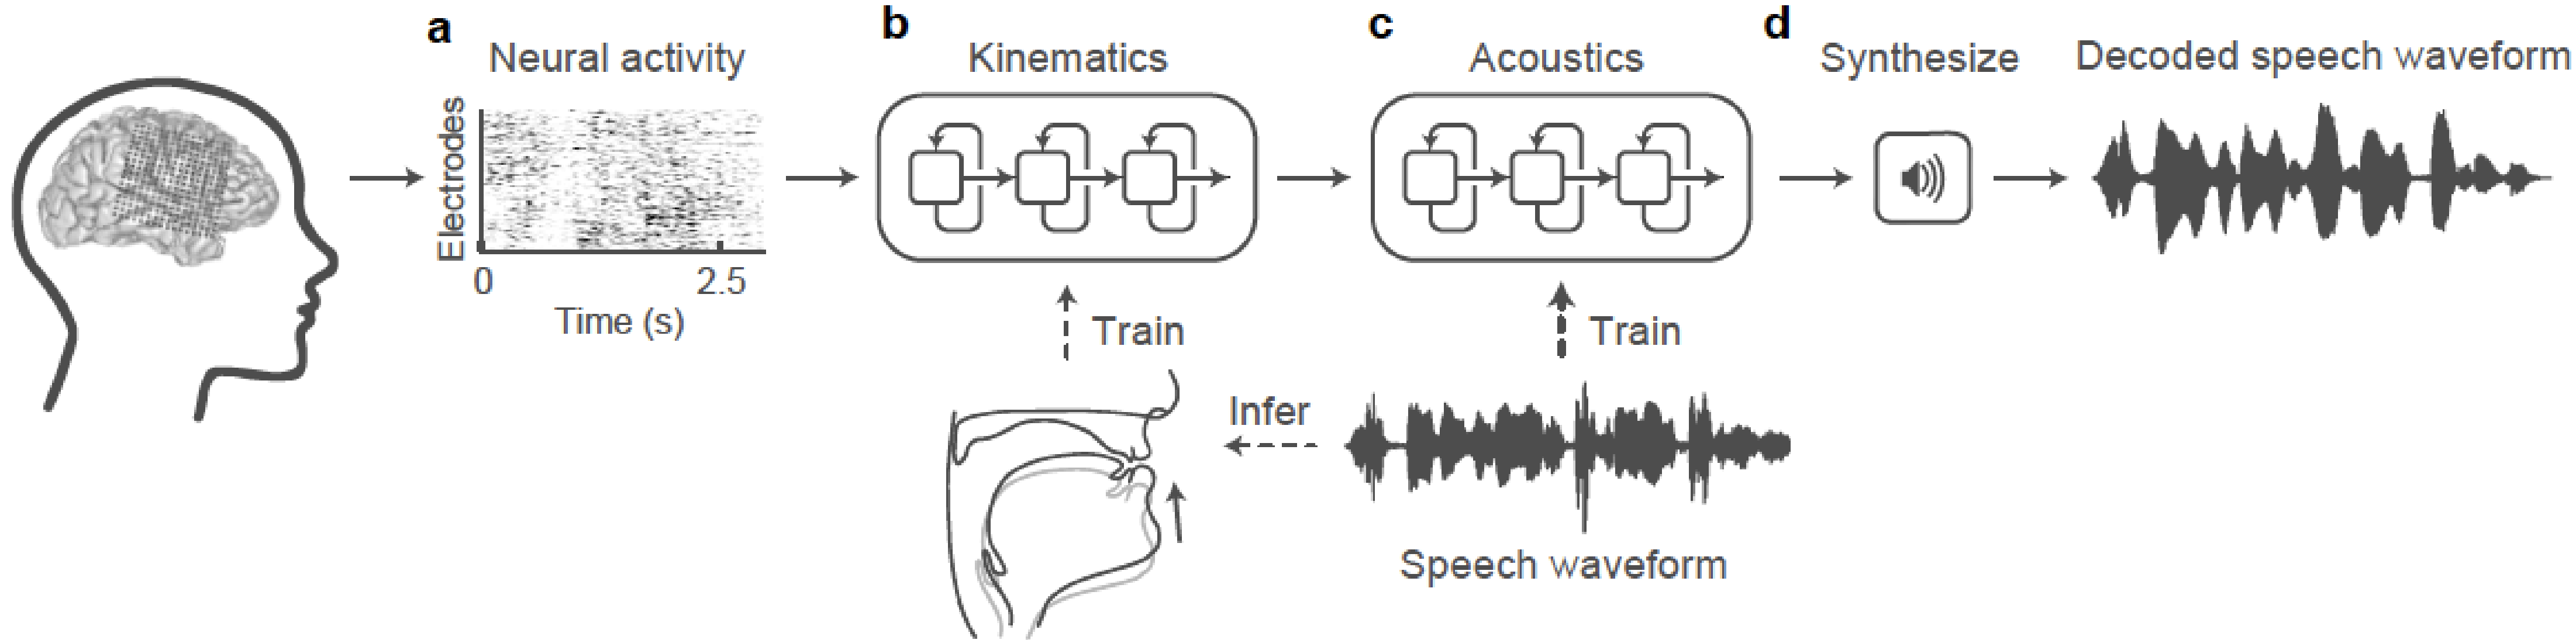 a
Neural activity
Electrodes
0
2.5
Time (s)
b
Kinematics
Train
c
Acoustics
Train
Infer
Speech waveform
d
Synthesize
Decoded speech waveform